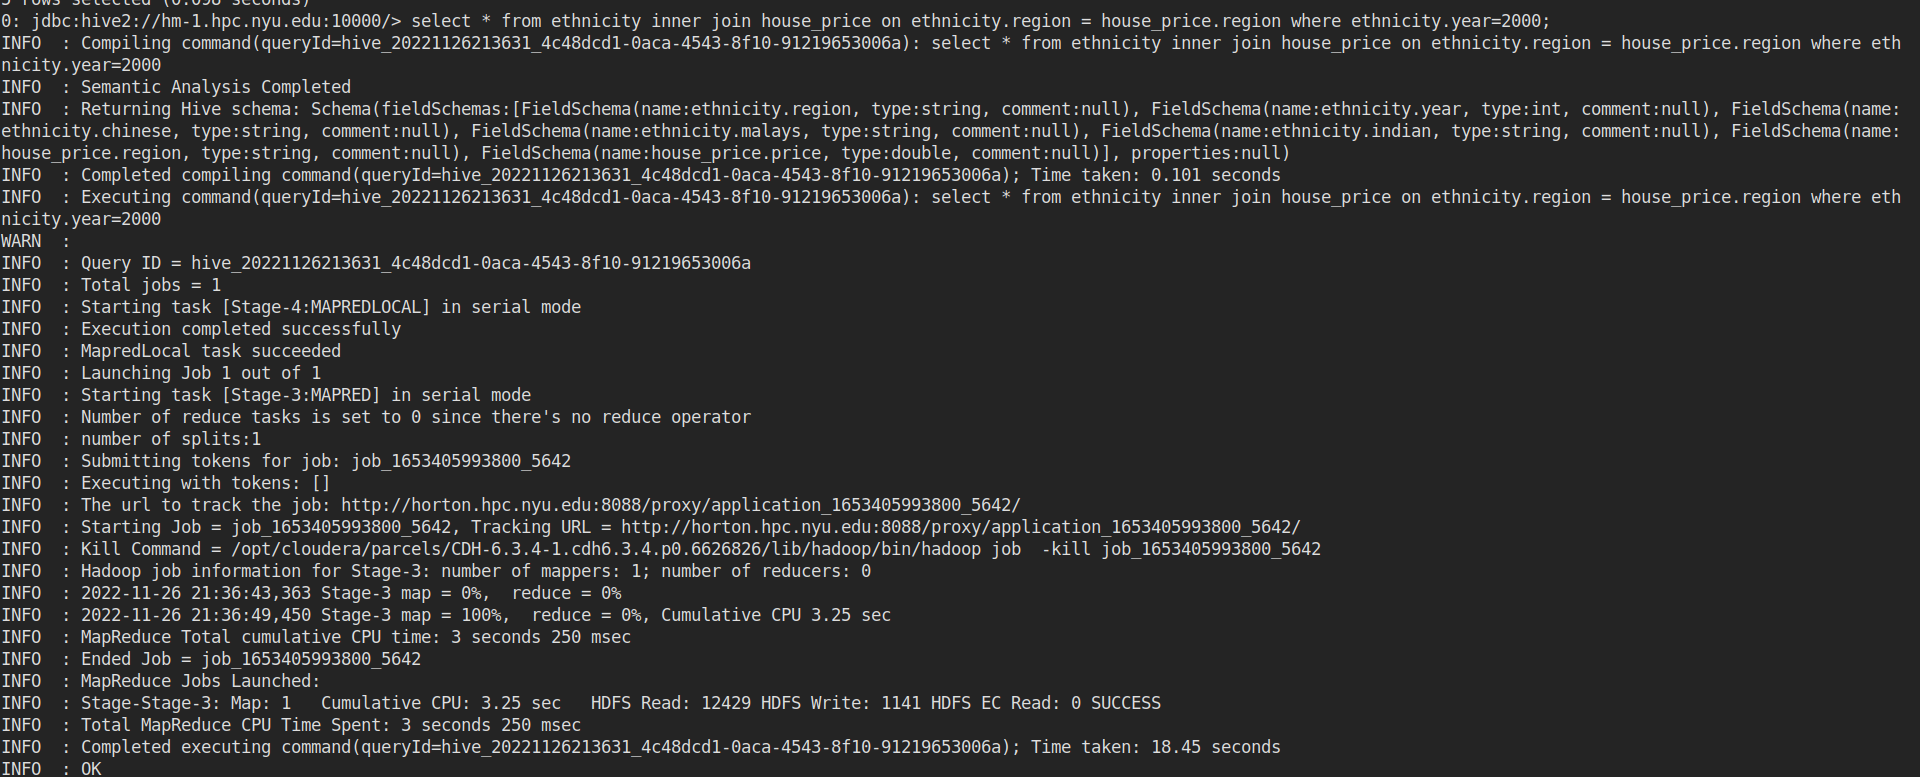 5 rows selected (0.098 seconds)
0: jdbc:hive2://hm-1.hpc.nyu.edu:10000/> select * from ethnicity inner join house_price on ethnicity.region = house_price.region where ethnicity.year=2000;
INFO  : Compiling command(queryId=hive_20221126213631_4c48dcd1-0aca-4543-8f10-91219653006a): select * from ethnicity inner join house_price on ethnicity.region = house_price.region where eth
nicity.year=2000
INFO  : Semantic Analysis Completed
INFO  : Returning Hive schema: Schema(fieldSchemas:[FieldSchema(name:ethnicity.region, type:string, comment:null), FieldSchema(name:ethnicity.year, type:int, comment:null), FieldSchema(name:
ethnicity.chinese, type:string, comment:null), FieldSchema(name:ethnicity.malays, type:string, comment:null), FieldSchema(name:ethnicity.indian, type:string, comment:null), FieldSchema(name:
house_price.region, type:string, comment:null), FieldSchema(name:house_price.price, type:double, comment:null)], properties:null)
INFO  : Completed compiling command(queryId=hive_20221126213631_4c48dcd1-0aca-4543-8f10-91219653006a); Time taken: 0.101 seconds
INFO  : Executing command(queryId=hive_20221126213631_4c48dcd1-0aca-4543-8f10-91219653006a): select * from ethnicity inner join house_price on ethnicity.region = house_price.region where eth
nicity.year=2000
WARN  :
INFO  : Query ID = hive_20221126213631_4c48dcd1-0aca-4543-8f10-91219653006a
INFO  : Total jobs = 1
INFO  : Starting task [Stage-4:MAPREDLOCAL] in serial mode
INFO  : Execution completed successfully
INFO  : MapredLocal task succeeded
INFO  : Launching Job 1 out of 1
INFO  : Starting task [Stage-3:MAPRED] in serial mode
INFO  : Number of reduce tasks is set to 0 since there's no reduce operator
INFO  : number of splits:1
INFO  : Submitting tokens for job: job_1653405993800_5642
INFO  : Executing with tokens: []
INFO  : The url to track the job: http://horton.hpc.nyu.edu:8088/proxy/application_1653405993800_5642/
INFO  : Starting Job = job_1653405993800_5642, Tracking URL = http://horton.hpc.nyu.edu:8088/proxy/application_1653405993800_5642/
INFO  : Kill Command = /opt/cloudera/parcels/CDH-6.3.4-1.cdh6.3.4.p0.6626826/lib/hadoop/bin/hadoop job  -kill job_1653405993800_5642
INFO  : Hadoop job information for Stage-3: number of mappers: 1; number of reducers: 0
INFO  : 2022-11-26 21:36:43,363 Stage-3 map = 0%,  reduce = 0%
INFO  : 2022-11-26 21:36:49,450 Stage-3 map = 100%,  reduce = 0%, Cumulative CPU 3.25 sec
INFO  : MapReduce Total cumulative CPU time: 3 seconds 250 msec
INFO  : Ended Job = job_1653405993800_5642
INFO  : MapReduce Jobs Launched:
INFO  : Stage-Stage-3: Map: 1   Cumulative CPU: 3.25 sec   HDFS Read: 12429 HDFS Write: 1141 HDFS EC Read: 0 SUCCESS
INFO  : Total MapReduce CPU Time Spent: 3 seconds 250 msec
INFO  : Completed executing command(queryId=hive_20221126213631_4c48dcd1-0aca-4543-8f10-91219653006a); Time taken: 18.45 seconds
INFO  : OK